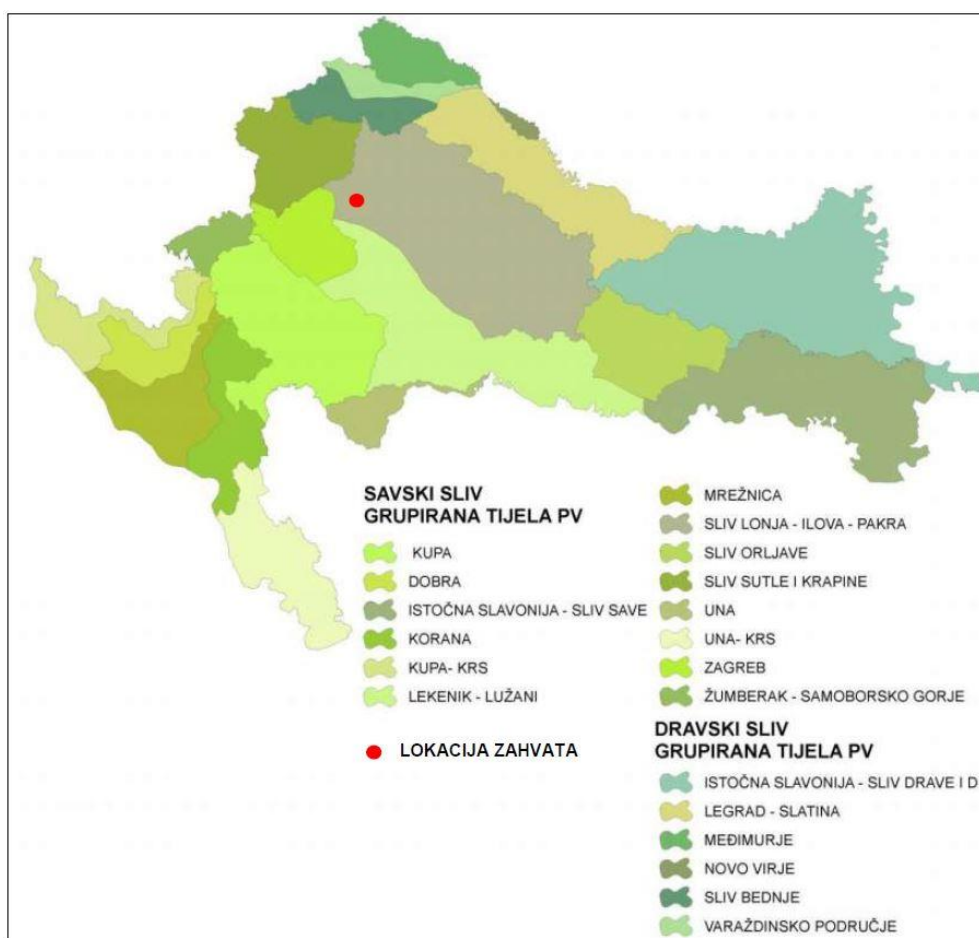 SAVSKI SLIV
GRUPIRANA TIJELA PV
KUPA
DOBRA
ISTOČNA SLAVONIJA - SLIV SAVE
KORANA
KUPA- KRS
LEKENIK - LUŽANI
LOKACIJA ZAHVATA
MREŽNICA
SLIV LONJA - ILOVA - PAKRA
SLIV ORLJAVE
SLIV SUTLE I KRAPINE
UNA
UNA- KRS
ZAGREB
ŽUMBERAK - SAMOBORSKO GORJE
DRAVSKI SLIV
GRUPIRANA TIJELA PV
ISTOČNA SLAVONIJA - SLIV DRAVE I D
LEGRAD - SLATINA
MEĐIMURJE
NOVO VIRJE
SLIV BEDNJE
VARAŽDINSKO PODRUČJE